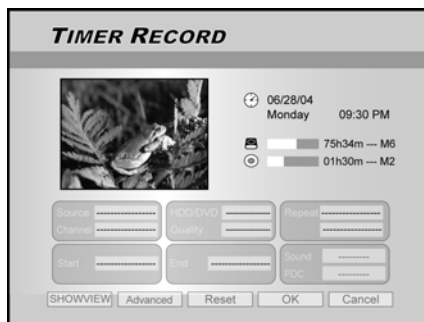 TIMER RECORD
06/28/04
Monday 09:30 PM
75h34m --- M6
01h30m --- M2
Source ---------------
HDD/DVD -----------
Repeat ---------------
Channel ---------------
Quality -----------
---------------
Start ---------------
End ---------------
Sound ----------
PDC ----------
SHOWVIEW Advanced Reset OK Cancel